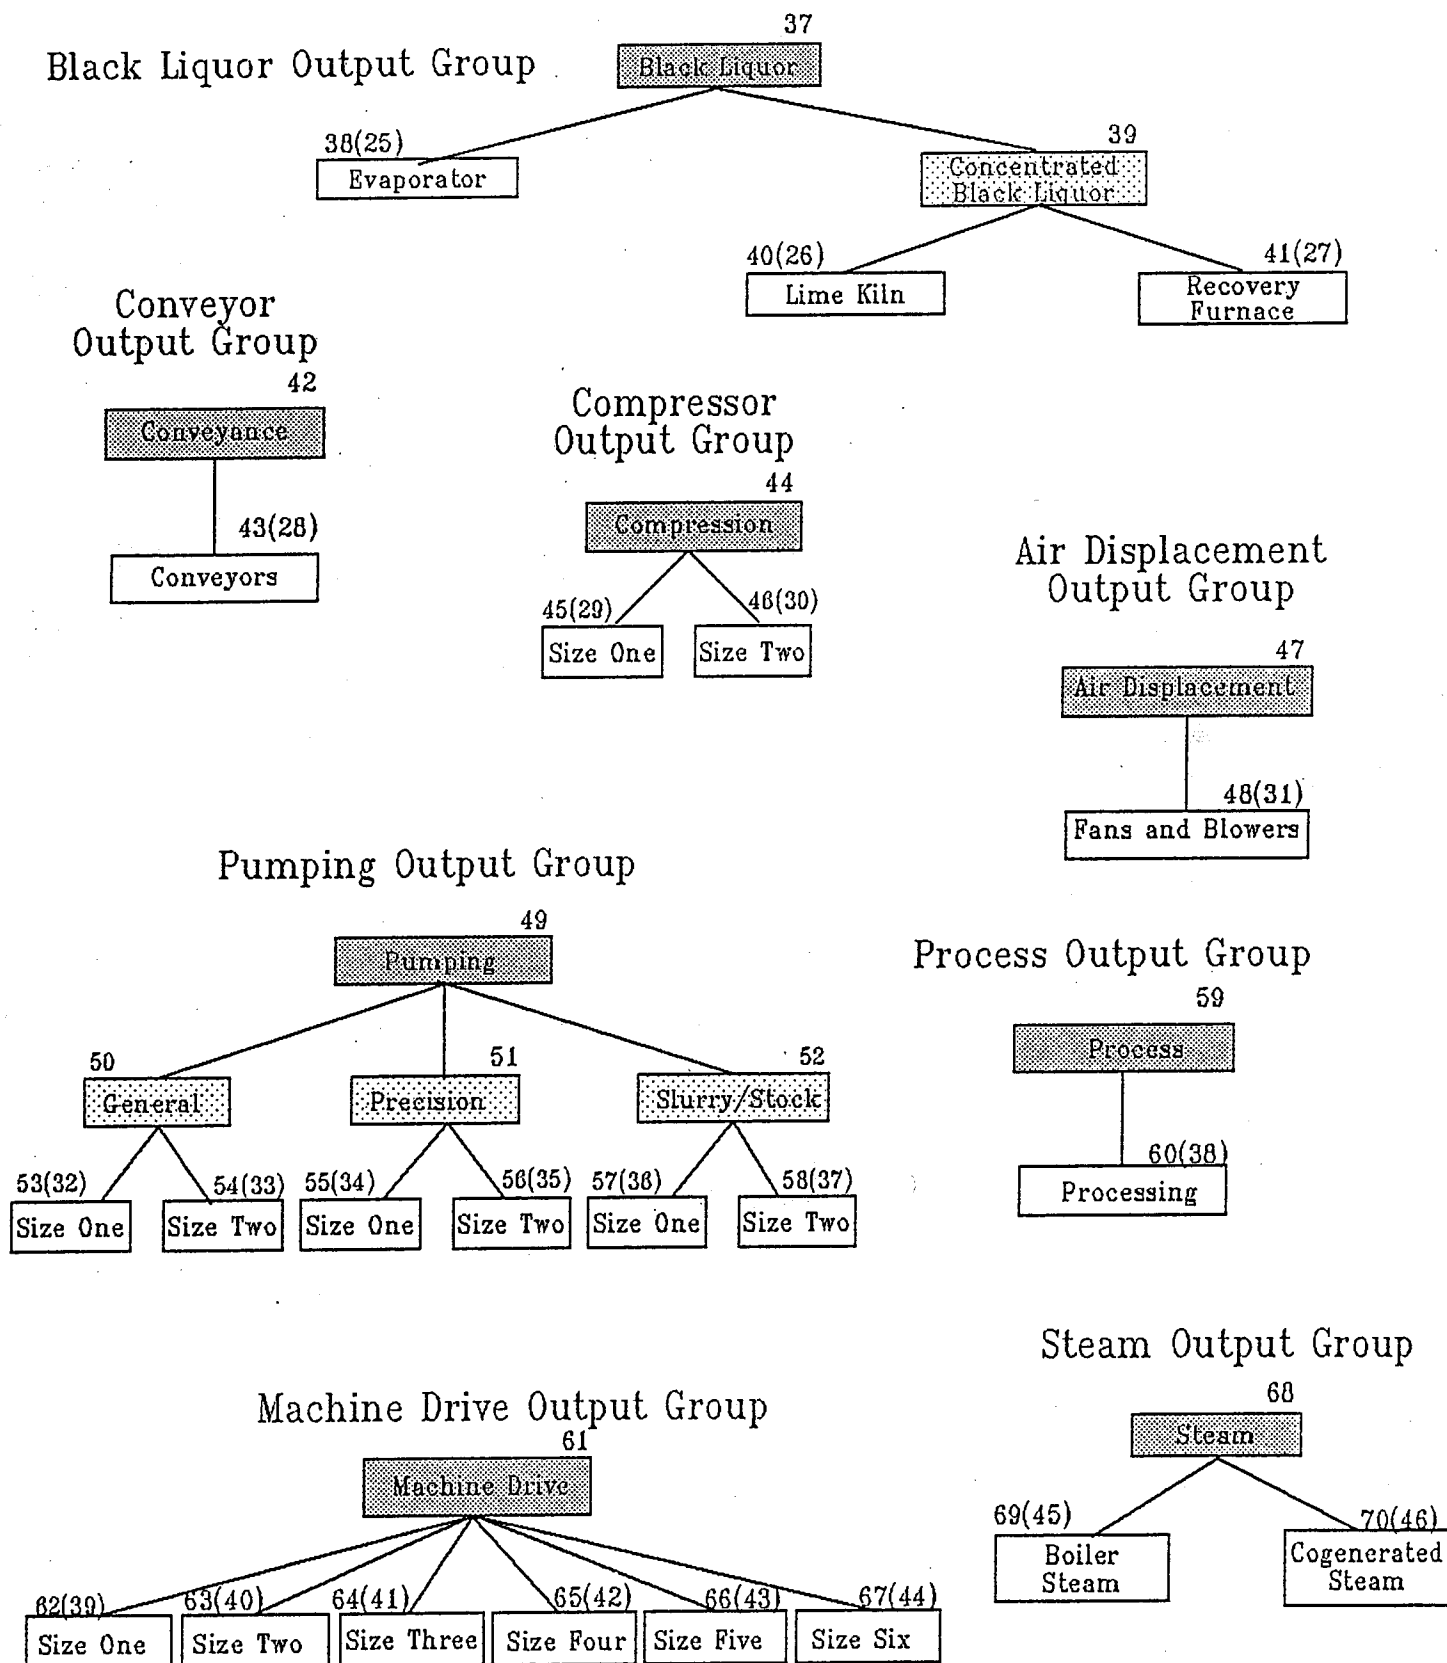 Black Liquor Output Group
37
Black Liquor
38(25)
Evaporator
39
Concentrated
Black Liquor
40(26)
Lime Kiln
41(27)
Recovery
Furnace
Conveyor
Output Group
42
Conveyance
43(28)
Conveyors
Compressor
Output Group
44
Compression
45(29)
Size One
46(30)
Size Two
Air Displacement
Output Group
47
Air Displacement
48(31)
Fans and Blowers
Pumping Output Group
49
Pumping
50
General
51
Precision
52
Slurry/Stock
53(32)
Size One
54(33)
Size Two
55(34)
Size One
56(35)
Size Two
57(36)
Size One
58(37)
Size Two
Process Output Group
59
Process
60(38)
Processing
Machine Drive Output Group
61
Machine Drive
62(39)
Size One
63(40)
Size Two
64(41)
Size Three
65(42)
Size Four
66(43)
Size Five
67(44)
Size Six
Steam Output Group
68
Steam
69(45)
Boiler
Steam
70(46)
Cogenerated
Steam